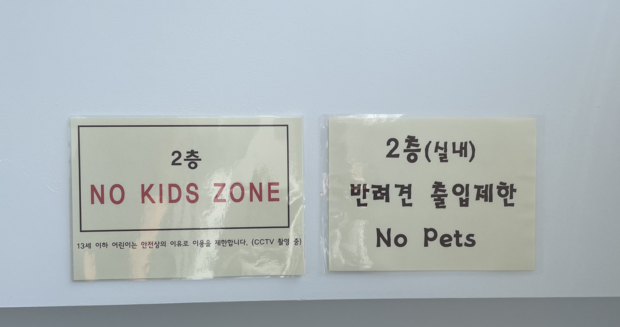 2층
NO KIDS ZONE
13세 이하 어린이는 안전상의 이유로 이용을 제한합니다. (CCTV 촬영 중)
2층(실내)
반려견 출입제한
No Pets